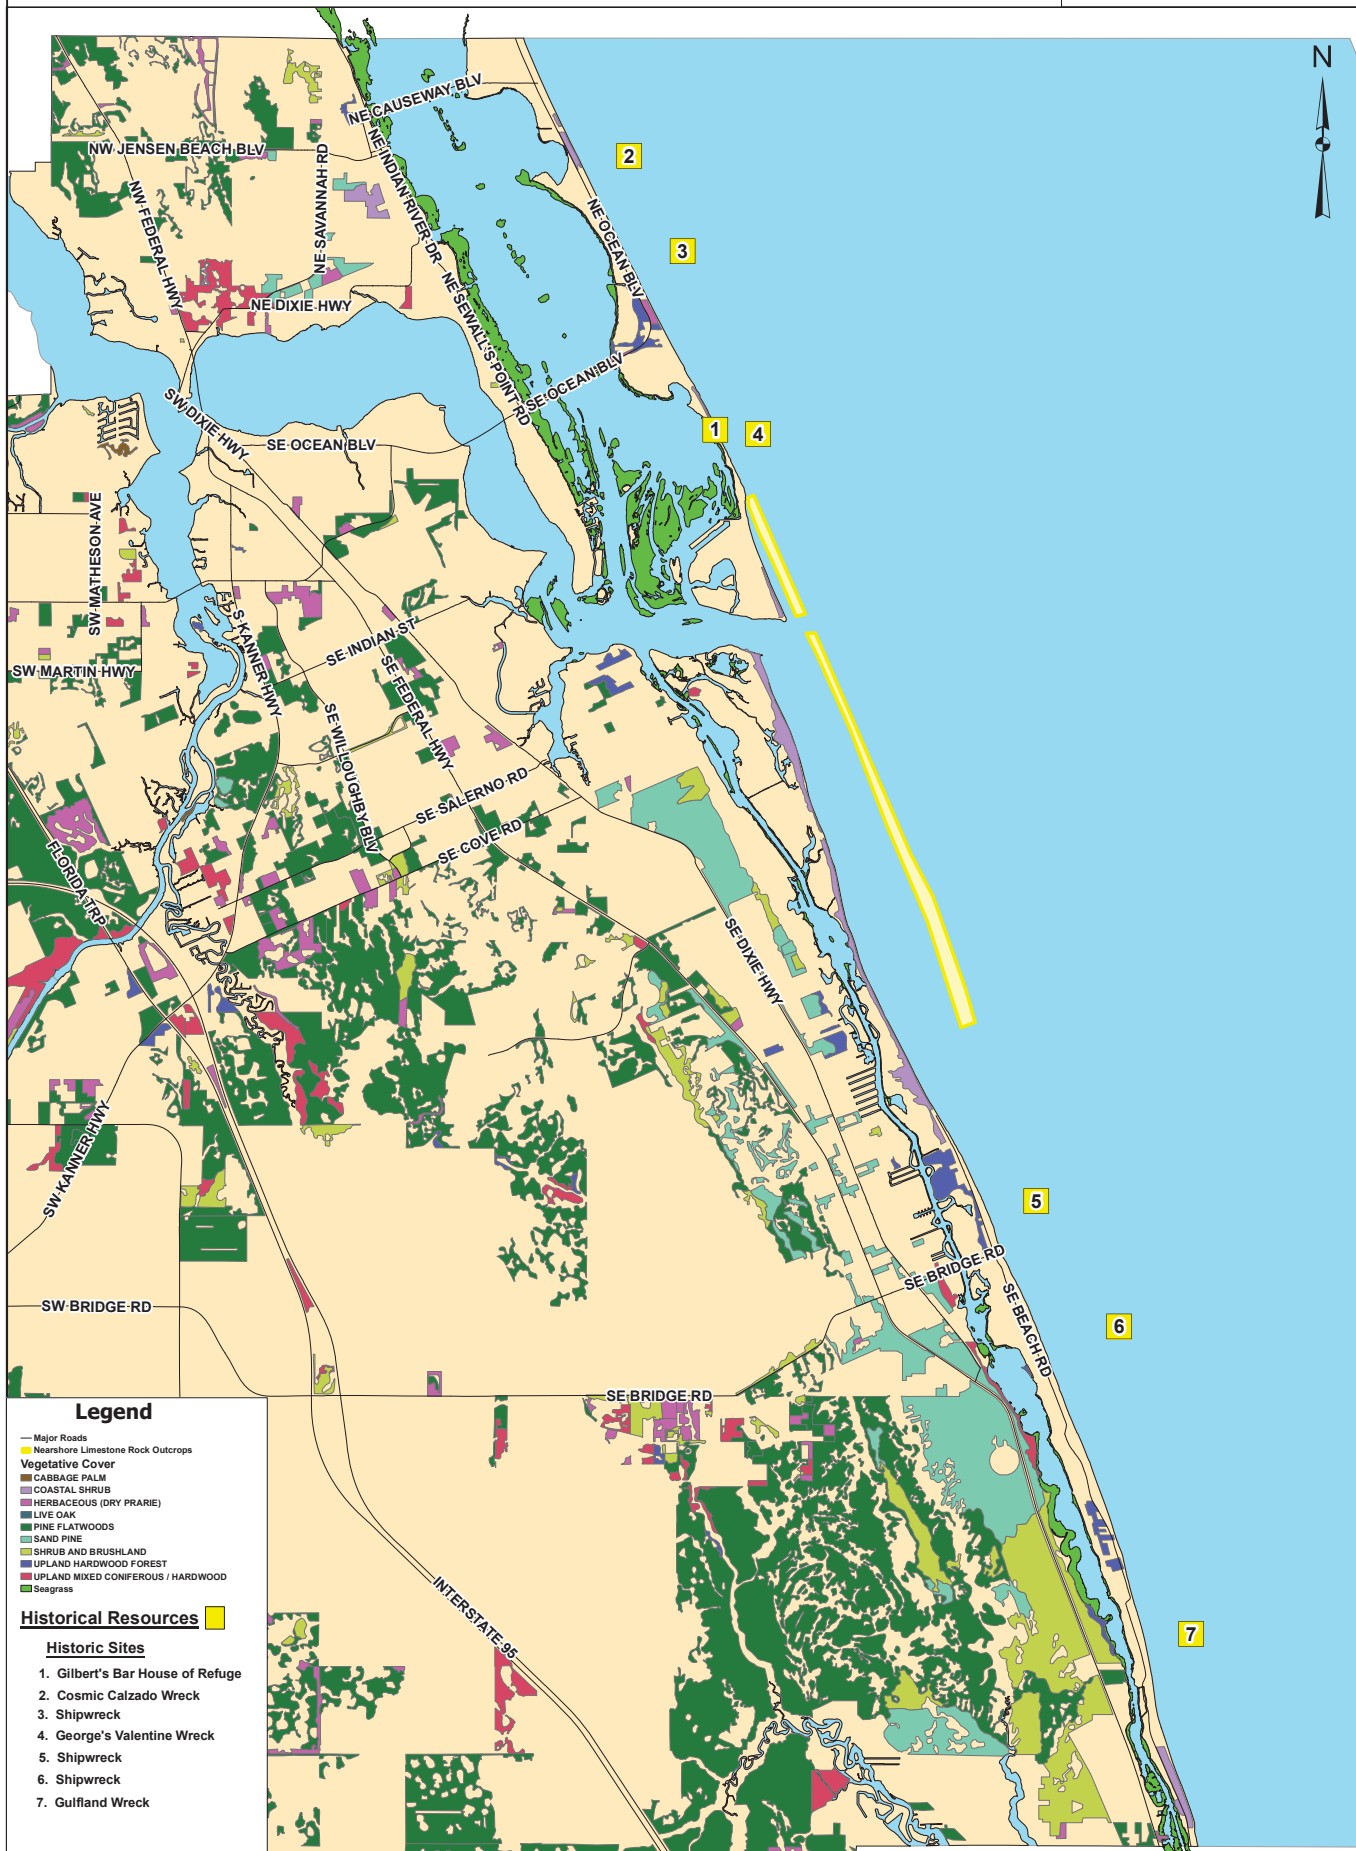 N
NE CAUSEWAY BLV
NW JENSEN BEACH BLV
NE SAVANNAH RD
NE INDIAN RIVER DR
2
NW FEDERAL HWY
NE OCEAN BLV
3
NE DIXIE HWY
NE SEWALL'S POINT RD
SE OCEAN BLV
SW DIXIE HWY
SE OCEAN BLV
1
4
SW MATHESON AVE
S KANNER HWY
SE INDIAN ST
SW MARTIN HWY
SE FEDERAL HWY
SE WILLOUGHBY BLV
SE SALERNO RD
SE COVE RD
FLORIDA TRP
SE DIXIE HWY
SW KANNER HWY
5
SE BRIDGE RD
SW BRIDGE RD
SE BEACH RD
6
SE BRIDGE RD
INTERSTATE 95
7
Legend
Major Roads
Nearshore Limestone Rock Outcrops
Vegetative Cover
CABBAGE PALM
COASTAL SHRUB
HERBACEOUS (DRY PRARIE)
LIVE OAK
PINE FLATWOODS
SAND PINE
SHRUB AND BRUSHLAND
UPLAND HARDWOOD FOREST
UPLAND MIXED CONIFEROUS / HARDWOOD
Seagrass
Historical Resources
Historic Sites
1. Gilbert's Bar House of Refuge
2. Cosmic Calzado Wreck
3. Shipwreck
4. George's Valentine Wreck
5. Shipwreck
6. Shipwreck
7. Gulfland Wreck